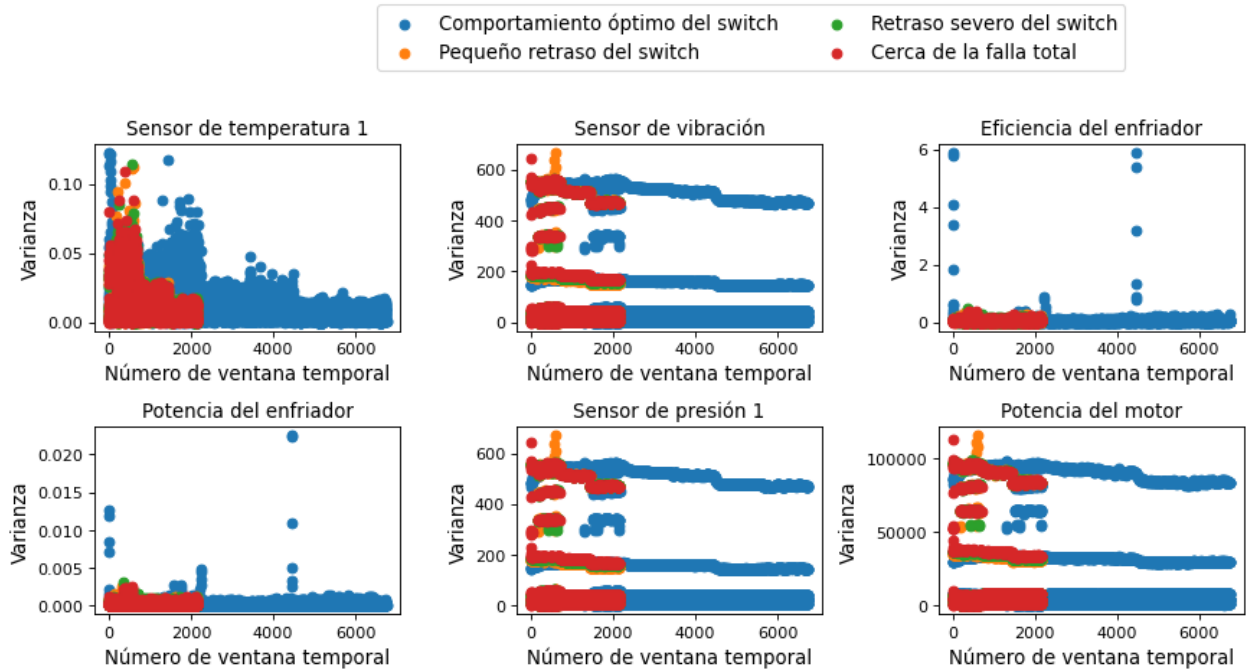 Comportamiento óptimo del switch
Retraso severo del switch
Pequeño retraso del switch
Cerca de la falla total
Sensor de temperatura 1
Varianza
0.10
0.05
0.00
0 2000 4000 6000
Número de ventana temporal
Sensor de vibración
Varianza
600
400
200
0
0 2000 4000 6000
Número de ventana temporal
Eficiencia del enfriador
Varianza
6
4
2
0
0 2000 4000 6000
Número de ventana temporal
Potencia del enfriador
Varianza
0.020
0.015
0.010
0.005
0.000
0 2000 4000 6000
Número de ventana temporal
Sensor de presión 1
Varianza
600
400
200
0
0 2000 4000 6000
Número de ventana temporal
Potencia del motor
Varianza
100000
50000
0
0 2000 4000 6000
Número de ventana temporal